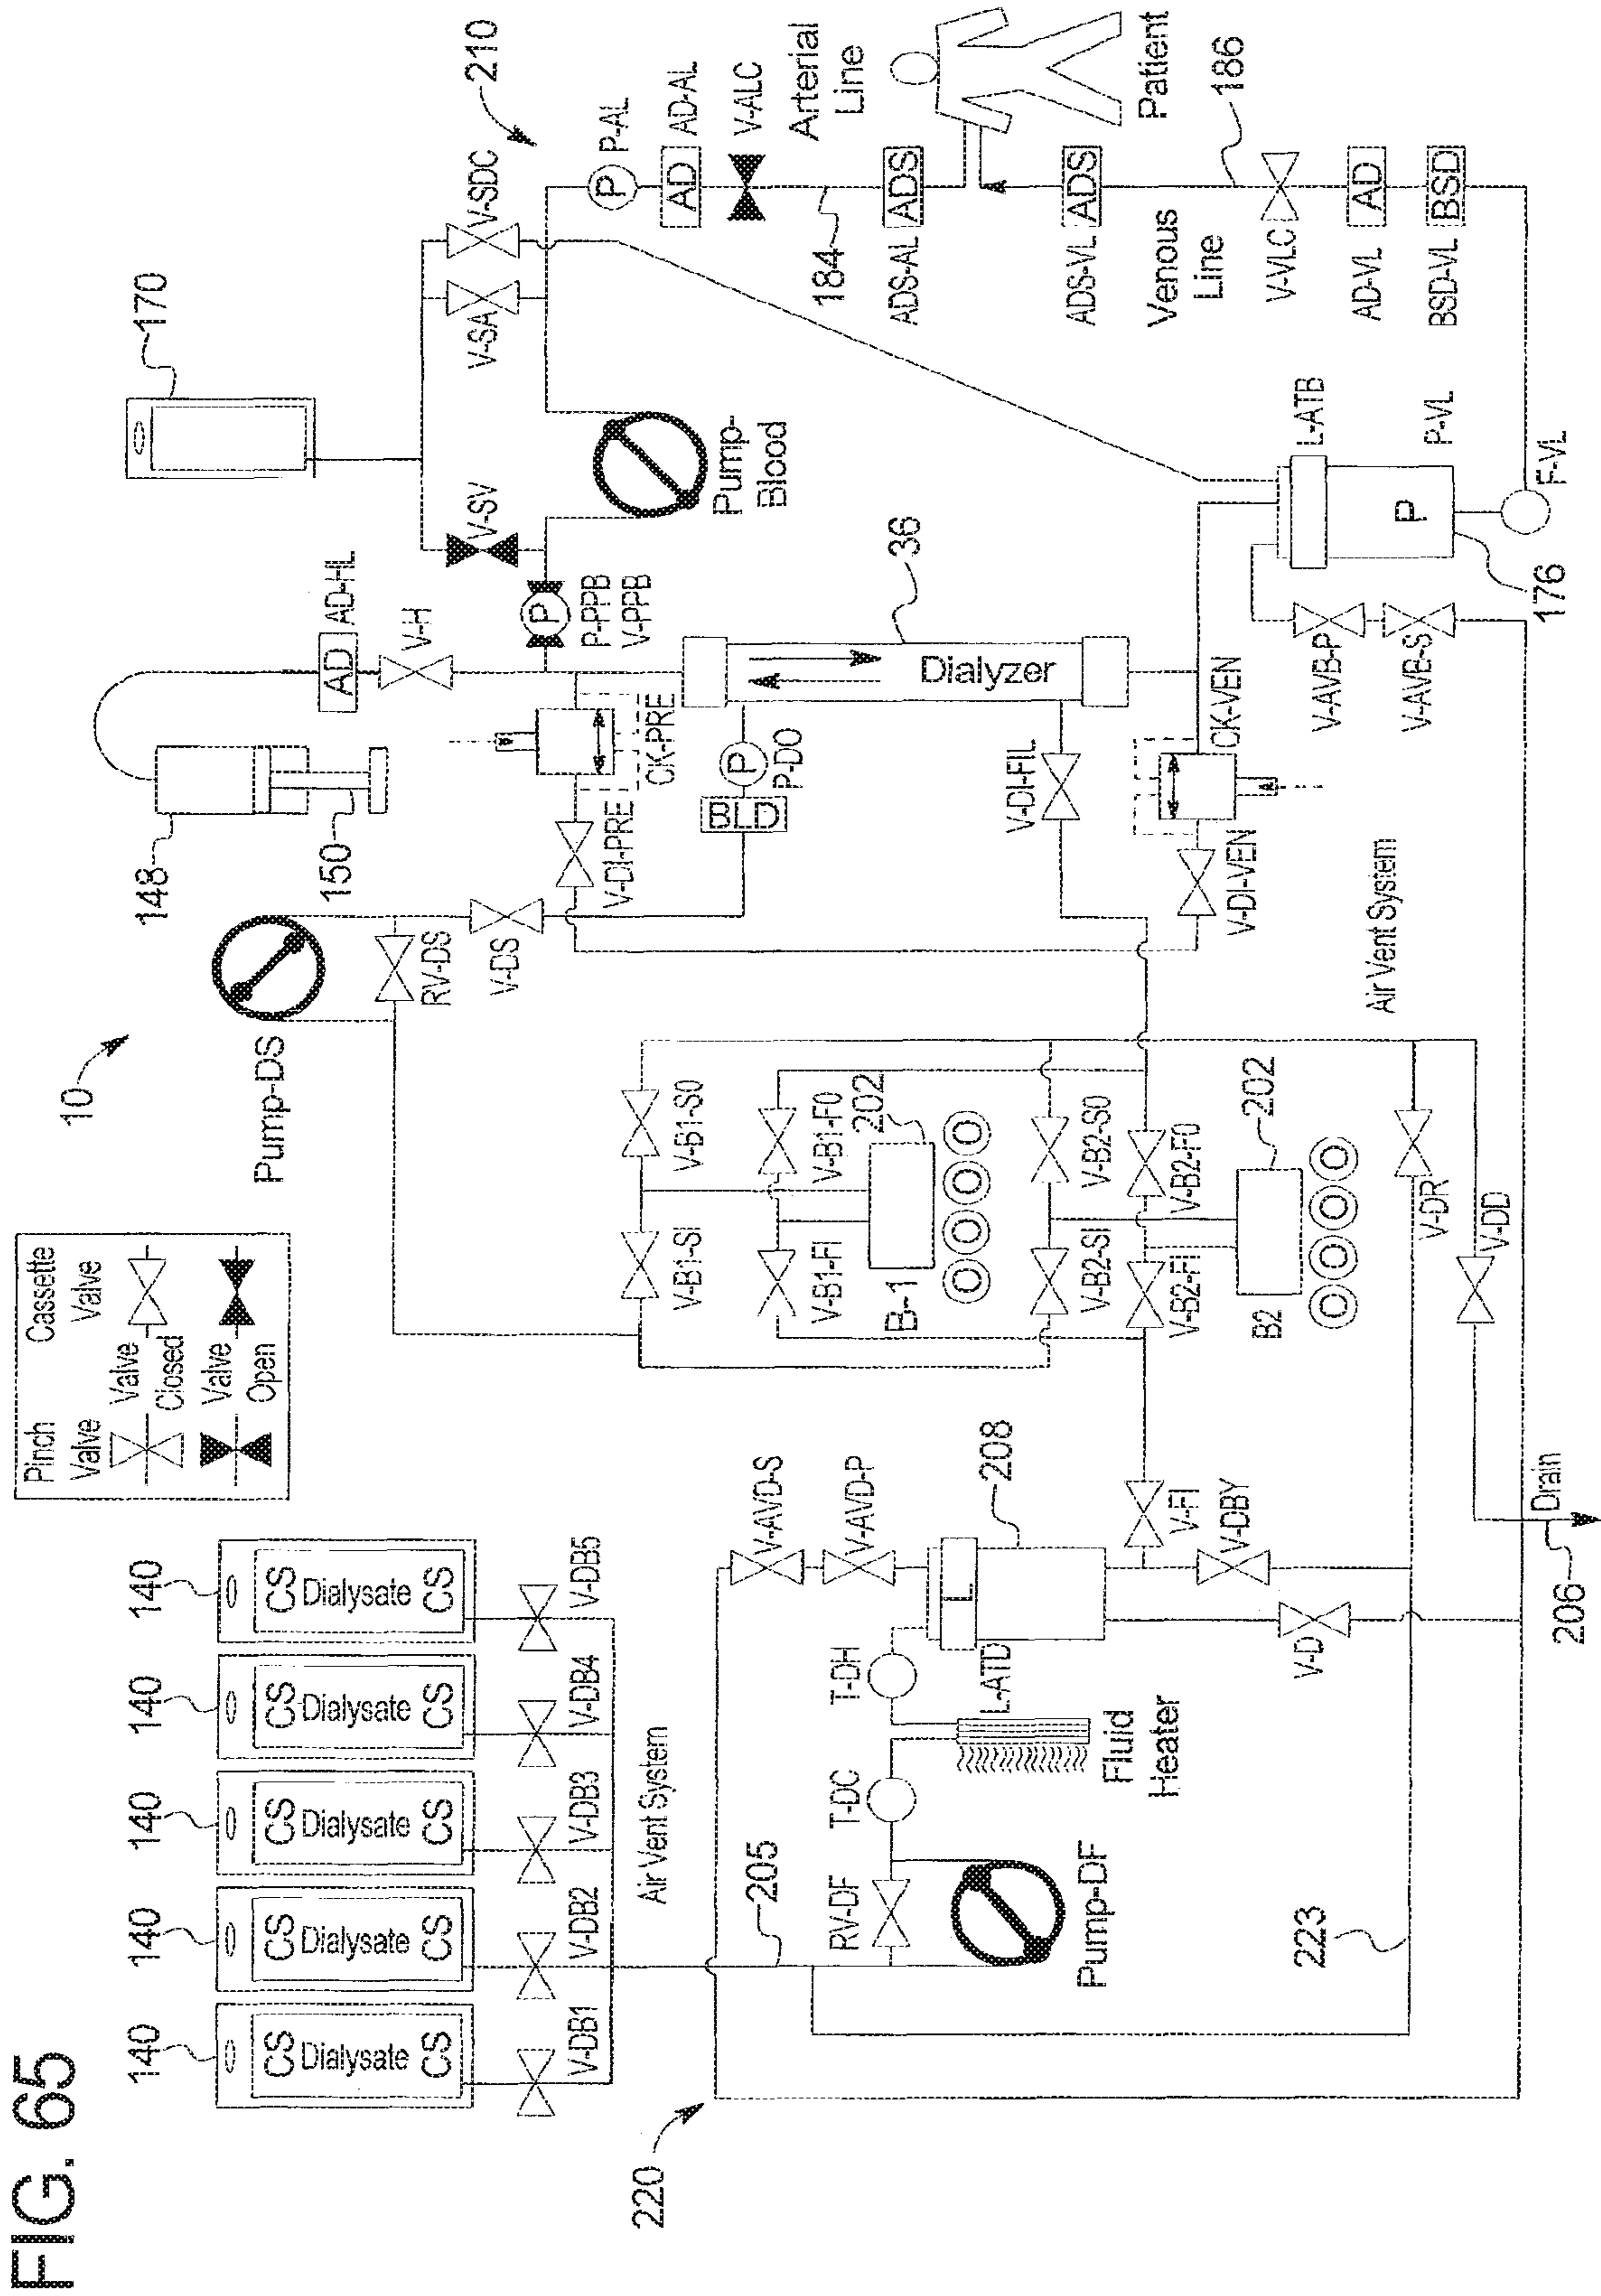 FIG. 65
Pinch Valve
Cassette Valve
Valve Closed
Valve Open
10
140
140
140
140
140
CS Dialysate CS
CS Dialysate CS
CS Dialysate CS
CS Dialysate CS
CS Dialysate CS
V-DB1
V-DB2
V-DB3
V-DB4
V-DB5
Air Vent System
205
220
Pump-DS
RV-DS
V-DS
148
150
AD
AD-HL
V-H
170
V-SV
V-SA
V-SDC
210
P
P-PPB
V-PPB
Pump-
Blood
P
P-AL
AD
AD-AL
V-ALC
Arterial
Line
184
ADS
ADS-AL
Patient
ADS
ADS-VL
Venous
Line
186
V-VLC
AD
AD-VL
BSD
BSD-VL
F-VL
L-ATB
P
P-VL
176
V-AVB-P
V-AVB-S
CK-PRE
V-DI-PRE
BLD
P
P-DO
Dialyzer
36
V-DI-FIL
CK-VEN
V-DI-VEN
Air Vent System
V-B1-SI
V-B1-S0
V-B1-FI
V-B1-F0
202
B-1
V-B2-SI
V-B2-S0
V-B2-FI
V-B2-F0
202
B2
V-DR
V-DD
V-AVD-S
V-AVD-P
208
L
L-ATD
T-DH
T-DC
Fluid
Heater
RV-DF
Pump-DF
V-FI
V-DBY
V-D
223
Drain
206